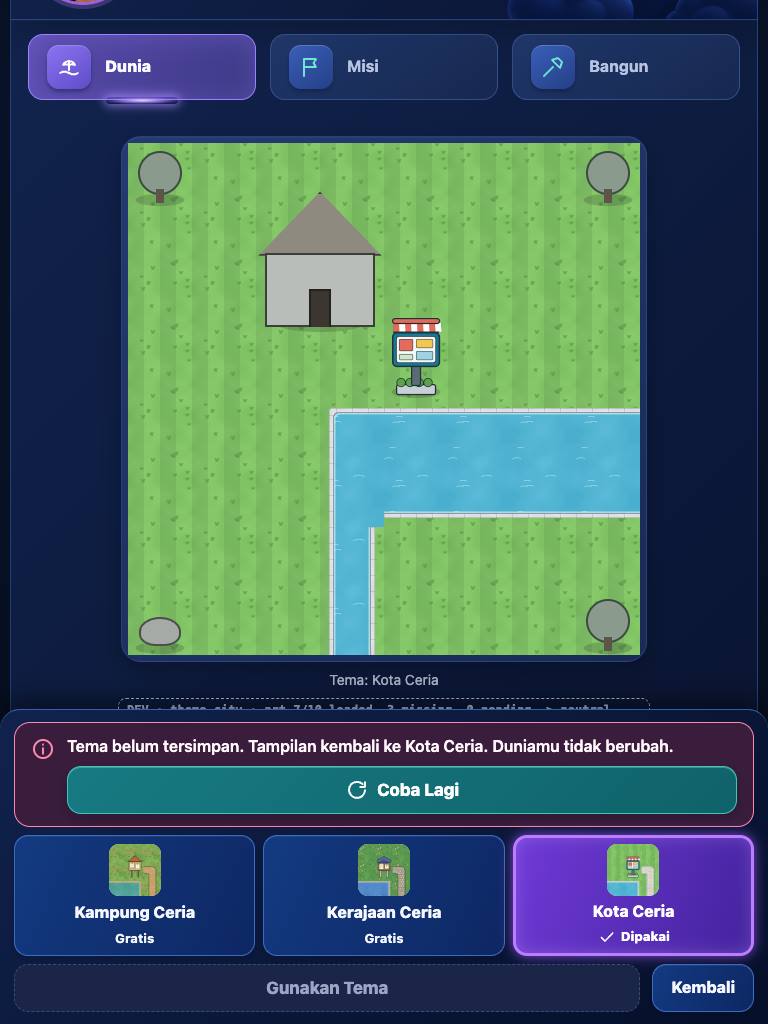 Dunia
Misi
Bangun
Tema: Kota Ceria
Tema belum tersimpan. Tampilan kembali ke Kota Ceria. Duniamu tidak berubah.
Coba Lagi
Kampung Ceria
Gratis
Kerajaan Ceria
Gratis
Kota Ceria
Dipakai
Gunakan Tema
Kembali